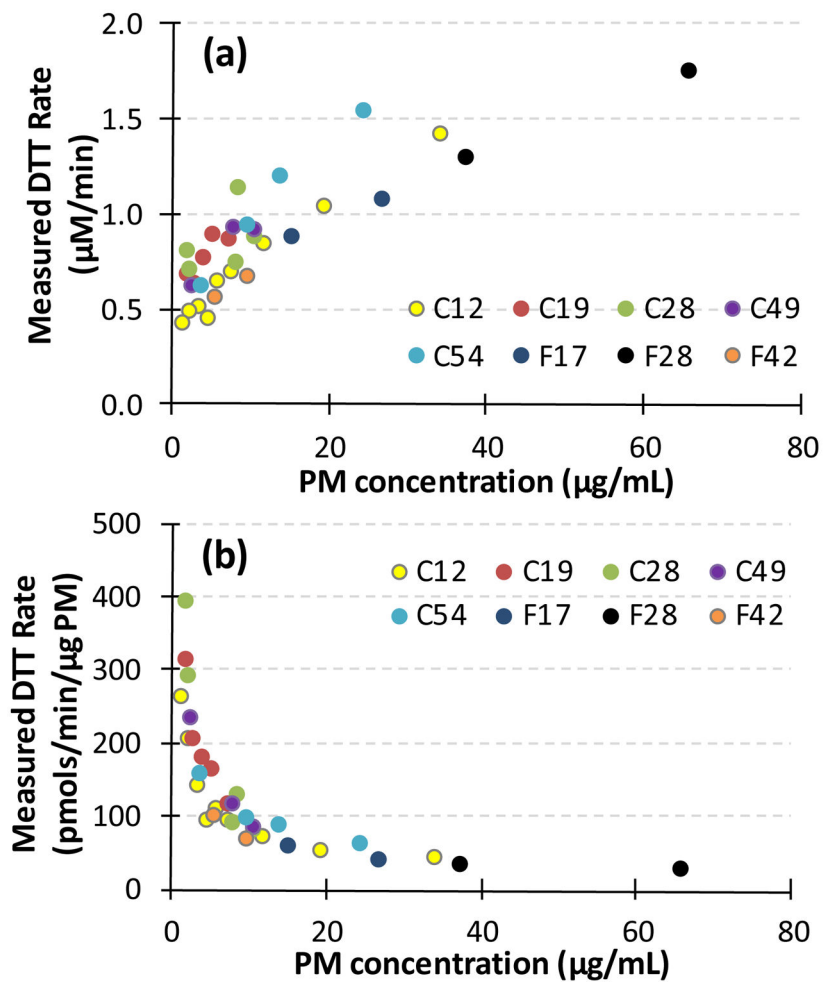 (a)
Measured DTT Rate
(µM/min)
2.0
1.5
1.0
0.5
0.0
C12 C19 C28 C49
C54 F17 F28 F42
0 20 40 60 80
PM concentration (µg/mL)
(b)
Measured DTT Rate
(pmols/min/µg PM)
500
400
300
200
100
0
C12 C19 C28 C49
C54 F17 F28 F42
0 20 40 60 80
PM concentration (µg/mL)